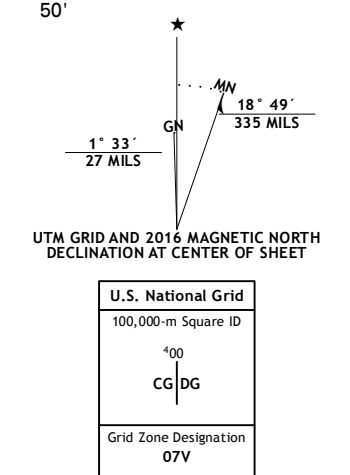 50'
★
MN
18° 49´
335 MILS
GN
1° 33´
27 MILS
UTM GRID AND 2016 MAGNETIC NORTH
DECLINATION AT CENTER OF SHEET
U.S. National Grid
100,000-m Square ID
⁴00
CG DG
Grid Zone Designation
07V